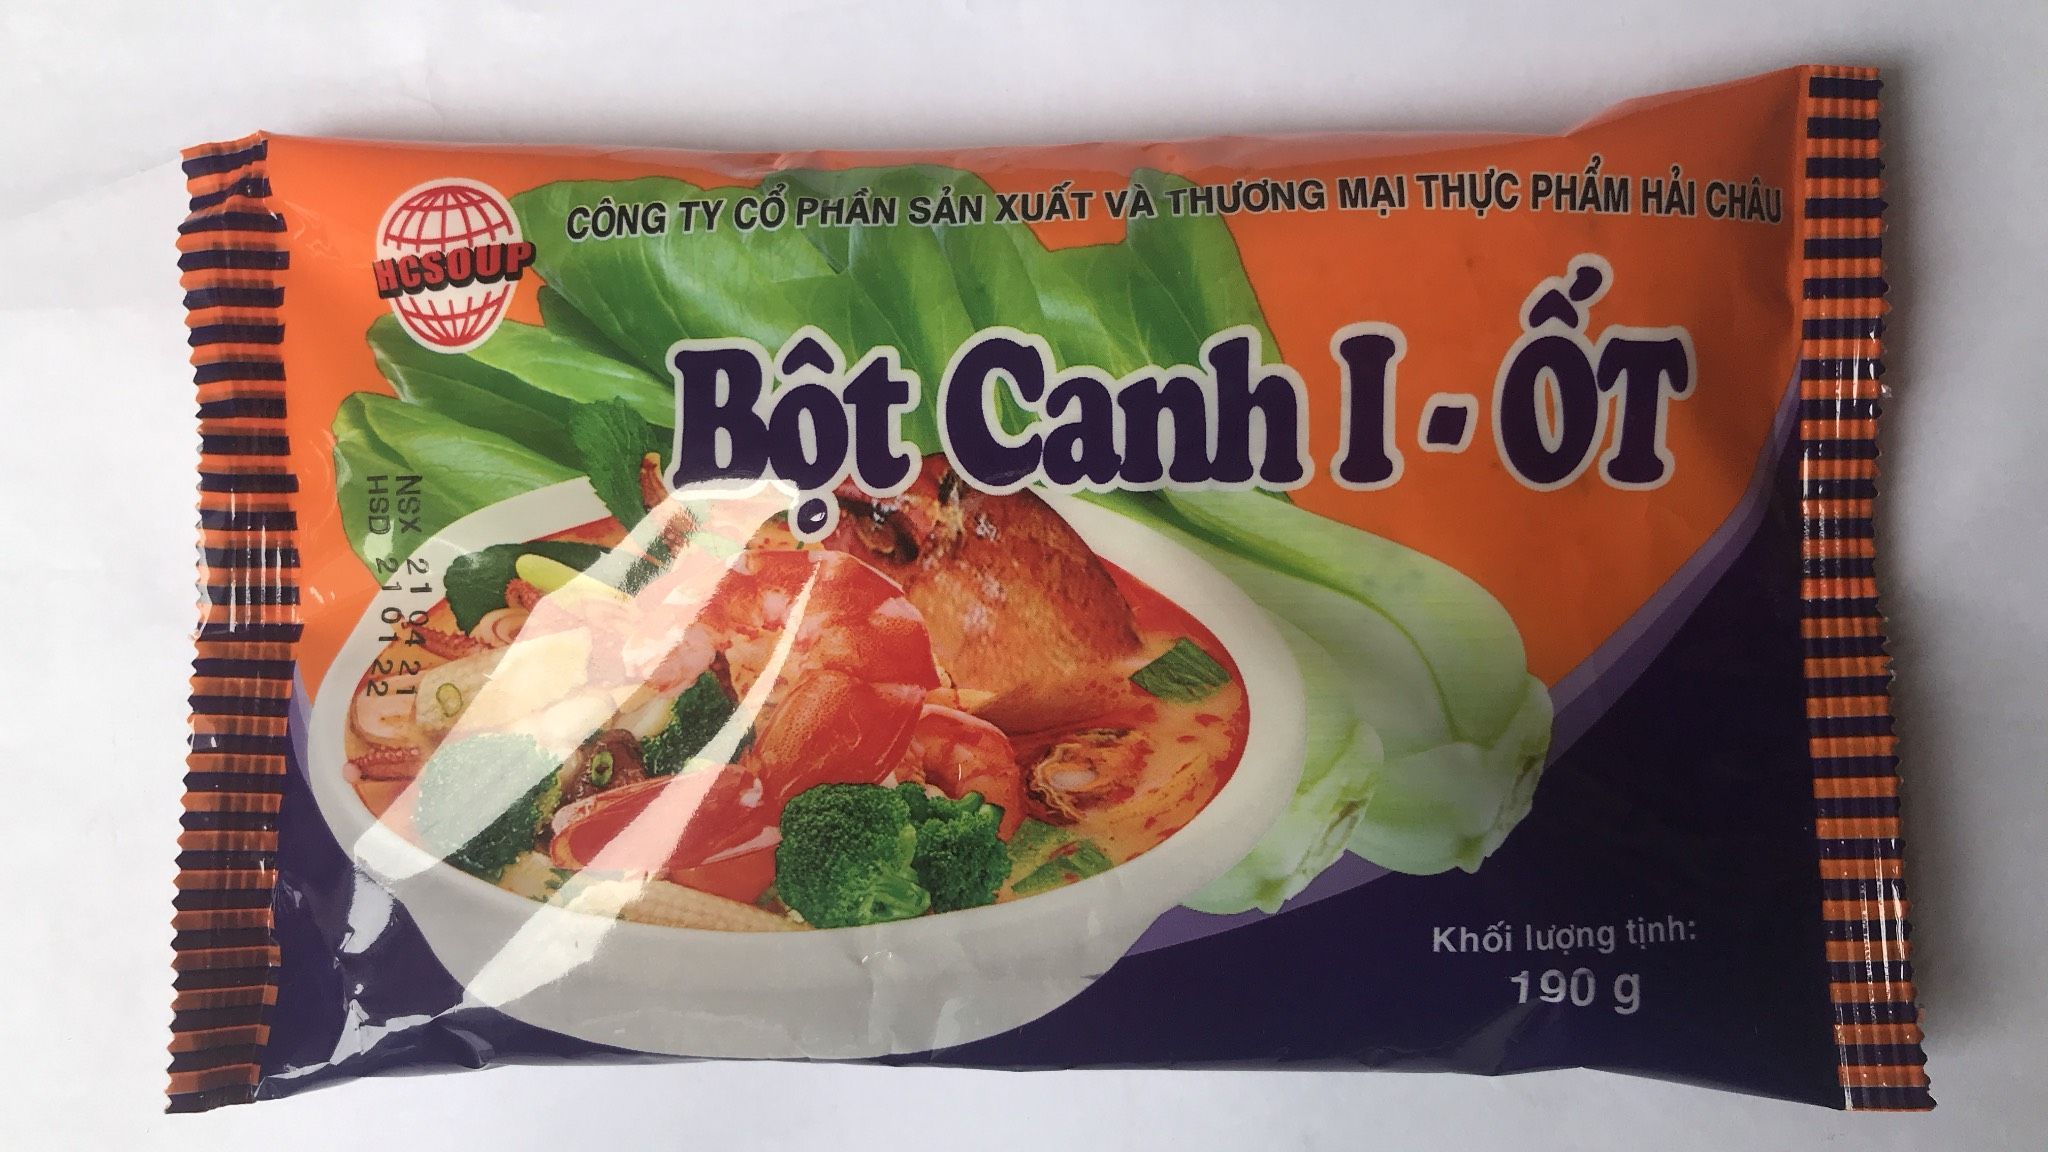 HCSOUP
CÔNG TY CỔ PHẦN SẢN XUẤT VÀ THƯƠNG MẠI THỰC PHẨM HẢI CHÂU
Bột Canh I - ỐT
NSX 21 04 21
HSD 21 01 22
Khối lượng tịnh:
190 g